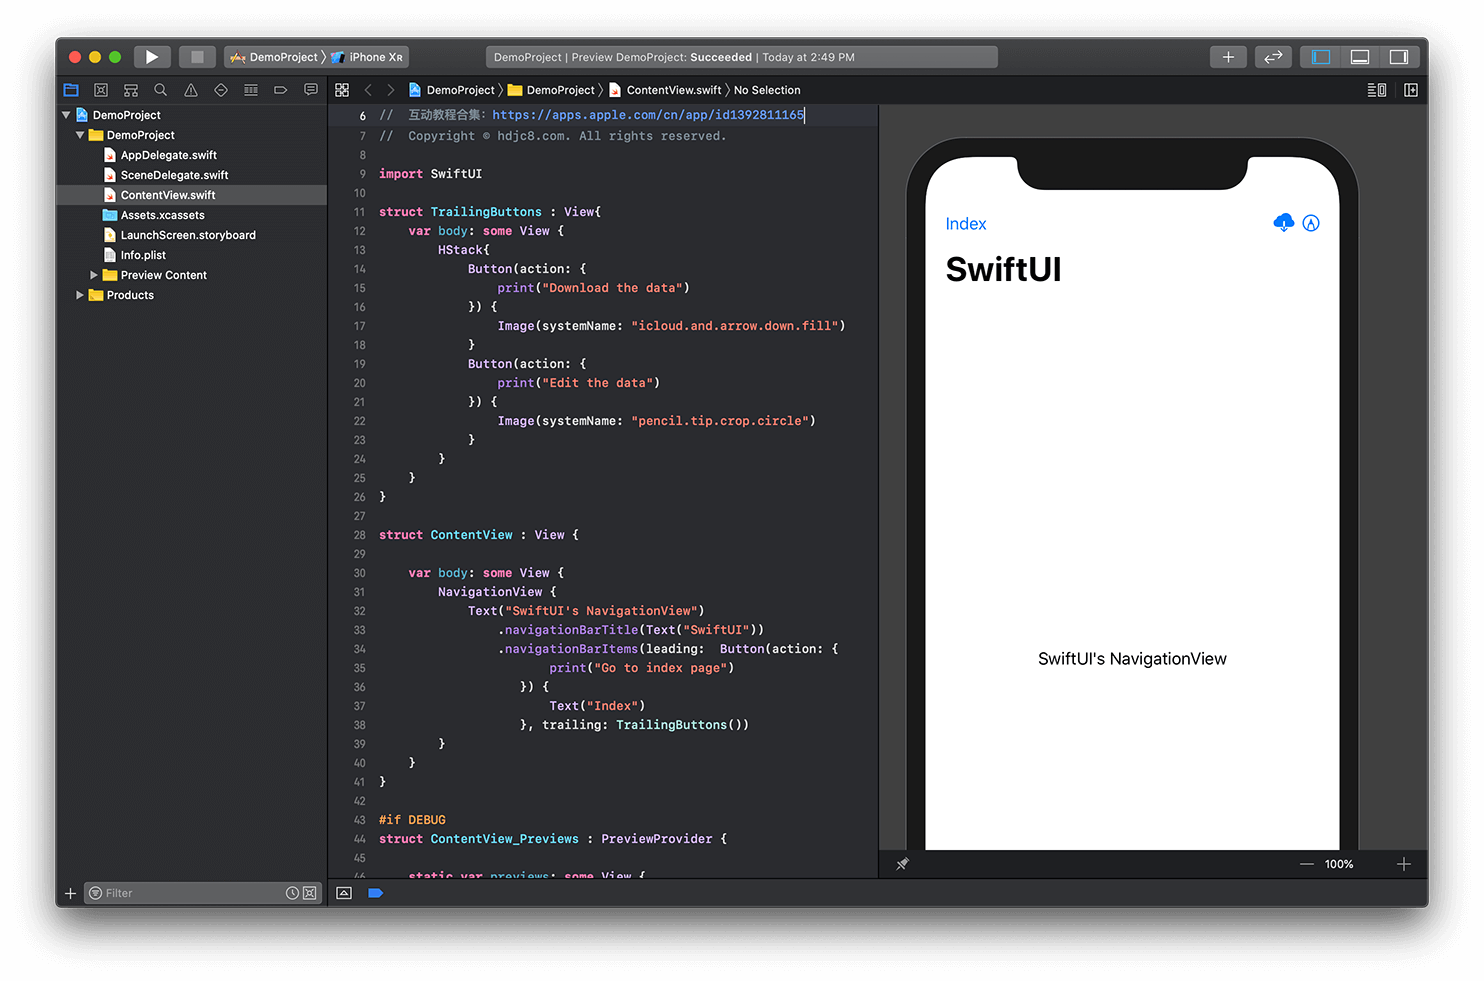 DemoProject 〉 iPhone XR
DemoProject | Preview DemoProject: Succeeded | Today at 2:49 PM
DemoProject 〉 DemoProject 〉 ContentView.swift 〉 No Selection
DemoProject
DemoProject
AppDelegate.swift
SceneDelegate.swift
ContentView.swift
Assets.xcassets
LaunchScreen.storyboard
Info.plist
Preview Content
Products
Filter
6 //  互动教程合集：https://apps.apple.com/cn/app/id1392811165
7 //  Copyright © hdjc8.com. All rights reserved.
8
9 import SwiftUI
10
11 struct TrailingButtons : View{
12     var body: some View {
13         HStack{
14             Button(action: {
15                 print("Download the data")
16             }) {
17                 Image(systemName: "icloud.and.arrow.down.fill")
18             }
19             Button(action: {
20                 print("Edit the data")
21             }) {
22                 Image(systemName: "pencil.tip.crop.circle")
23             }
24         }
25     }
26 }
27
28 struct ContentView : View {
29
30     var body: some View {
31         NavigationView {
32             Text("SwiftUI's NavigationView")
33                 .navigationBarTitle(Text("SwiftUI"))
34                 .navigationBarItems(leading:  Button(action: {
35                        print("Go to index page")
36                    }) {
37                        Text("Index")
38                    }, trailing: TrailingButtons())
39         }
40     }
41 }
42
43 #if DEBUG
44 struct ContentView_Previews : PreviewProvider {
45
46     static var previews: some View {
Index
SwiftUI
SwiftUI's NavigationView
100%